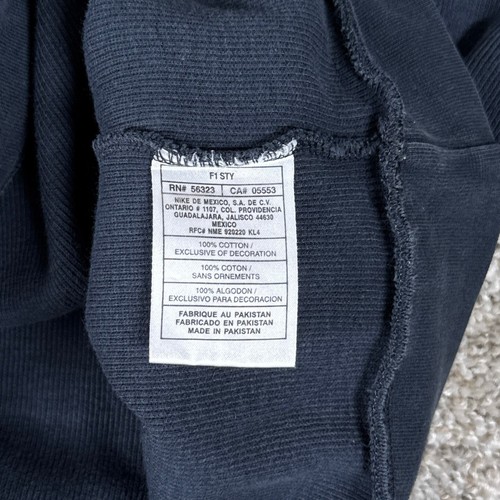 F1 STY
RN# 56323 CA# 05553
NIKE DE MEXICO, S.A. DE C.V.
ONTARIO # 1107, COL. PROVIDENCIA
GUADALAJARA, JALISCO 44630
MEXICO
RFC# NME 920220 KL4
100% COTTON /
EXCLUSIVE OF DECORATION
100% COTON /
SANS ORNEMENTS
100% ALGODON /
EXCLUSIVO PARA DECORACION
FABRIQUE AU PAKISTAN
FABRICADO EN PAKISTAN
MADE IN PAKISTAN